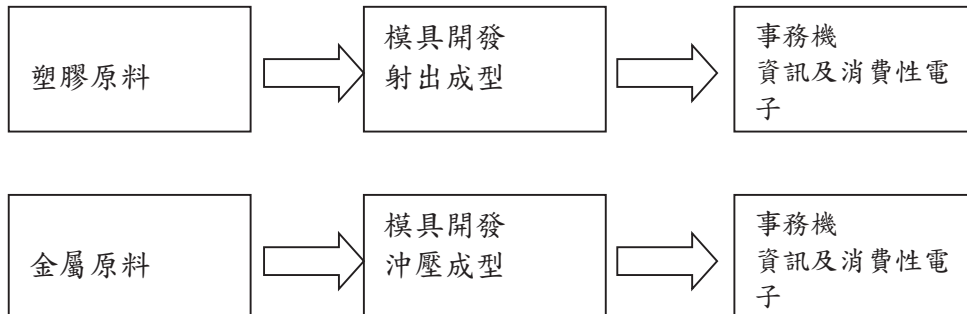 塑膠原料
模具開發
射出成型
事務機
資訊及消費性電
子
金屬原料
模具開發
沖壓成型
事務機
資訊及消費性電
子